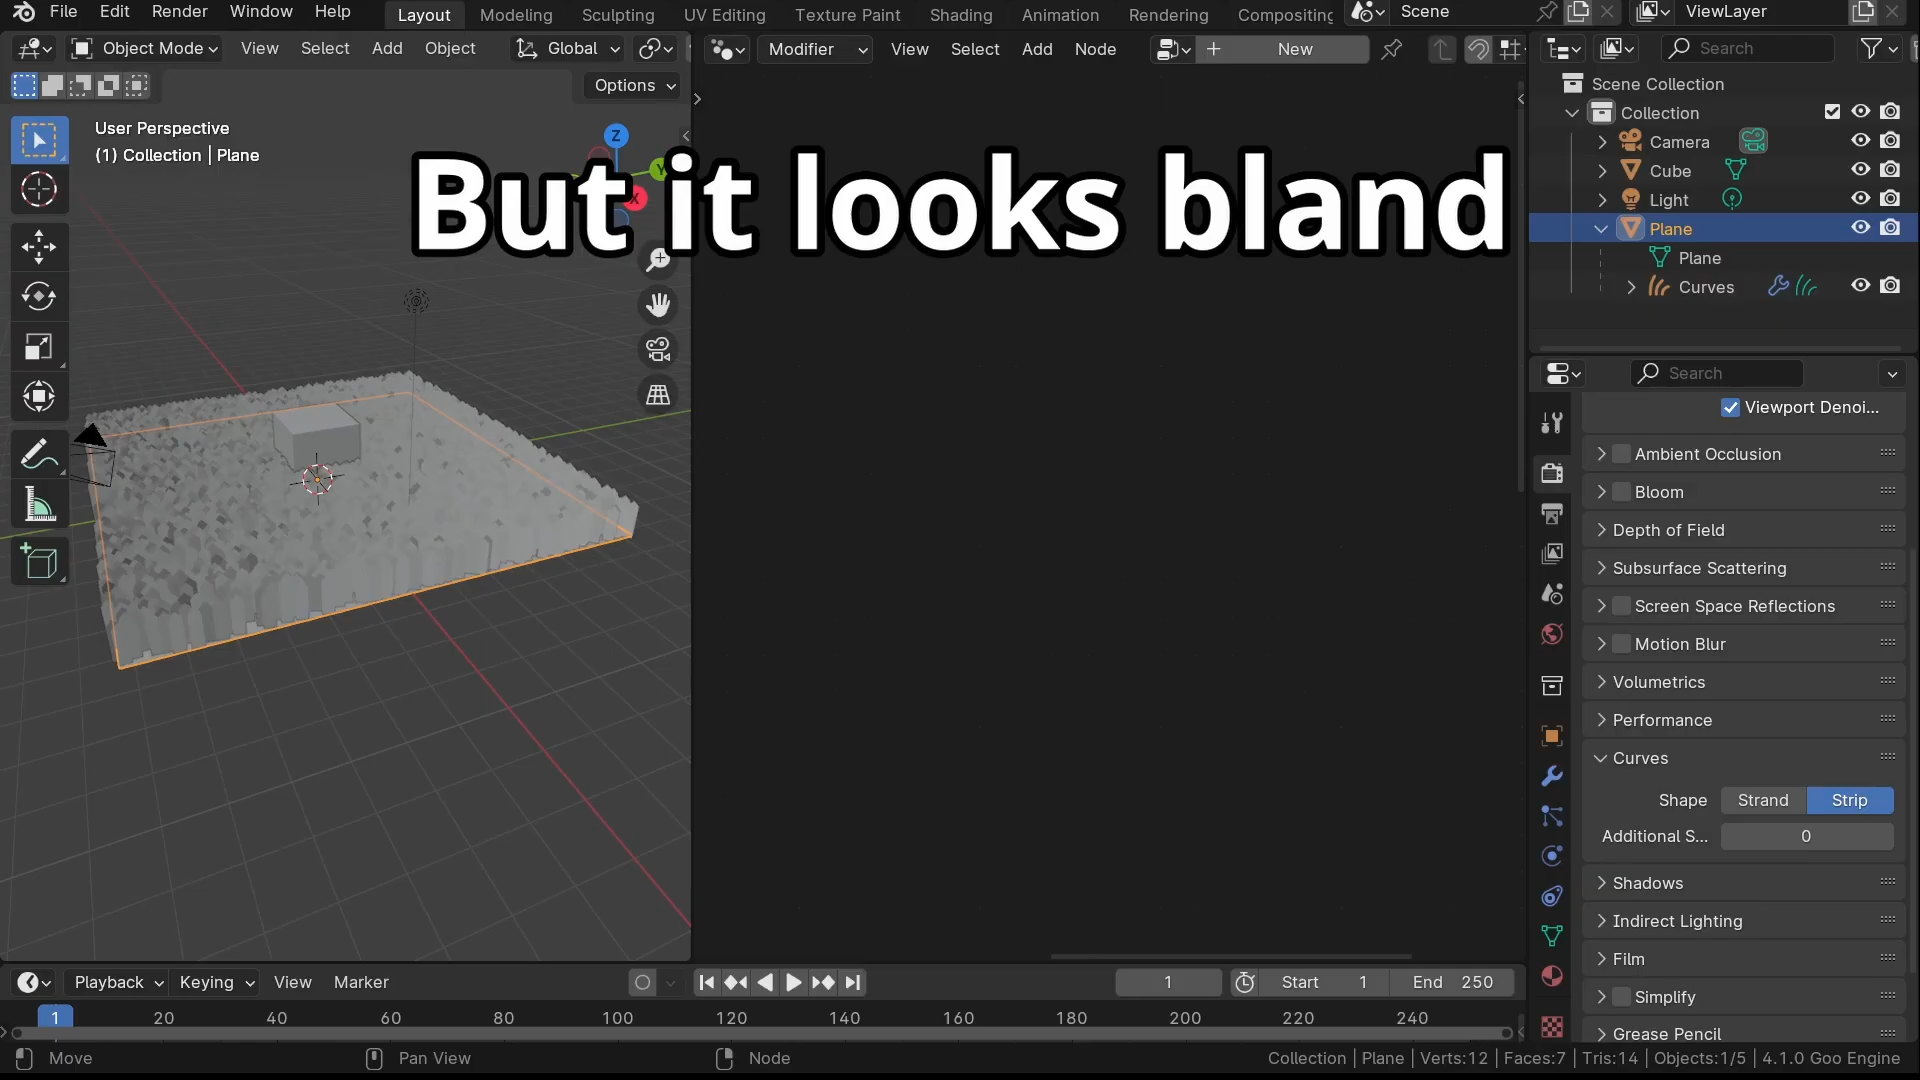 File Edit Render Window Help Layout Modeling Sculpting UV Editing Texture Paint Shading Animation Rendering Compositing Scene ViewLayer
Object Mode View Select Add Object Global Modifier View Select Add Node New Search
Options
Scene Collection
Collection
Camera
Cube
Light
Plane
Plane
Curves
User Perspective
(1) Collection | Plane
Z
Y
X
But it looks bland
Search
Viewport Denoi...
Ambient Occlusion
Bloom
Depth of Field
Subsurface Scattering
Screen Space Reflections
Motion Blur
Volumetrics
Performance
Curves
Shape Strand Strip
Additional S... 0
Shadows
Indirect Lighting
Film
Simplify
Grease Pencil
Playback Keying View Marker 1 Start 1 End 250
1 20 40 60 80 100 120 140 160 180 200 220 240
Move Pan View Node Collection | Plane | Verts:12 | Faces:7 | Tris:14 | Objects:1/5 | 4.1.0 Goo Engine